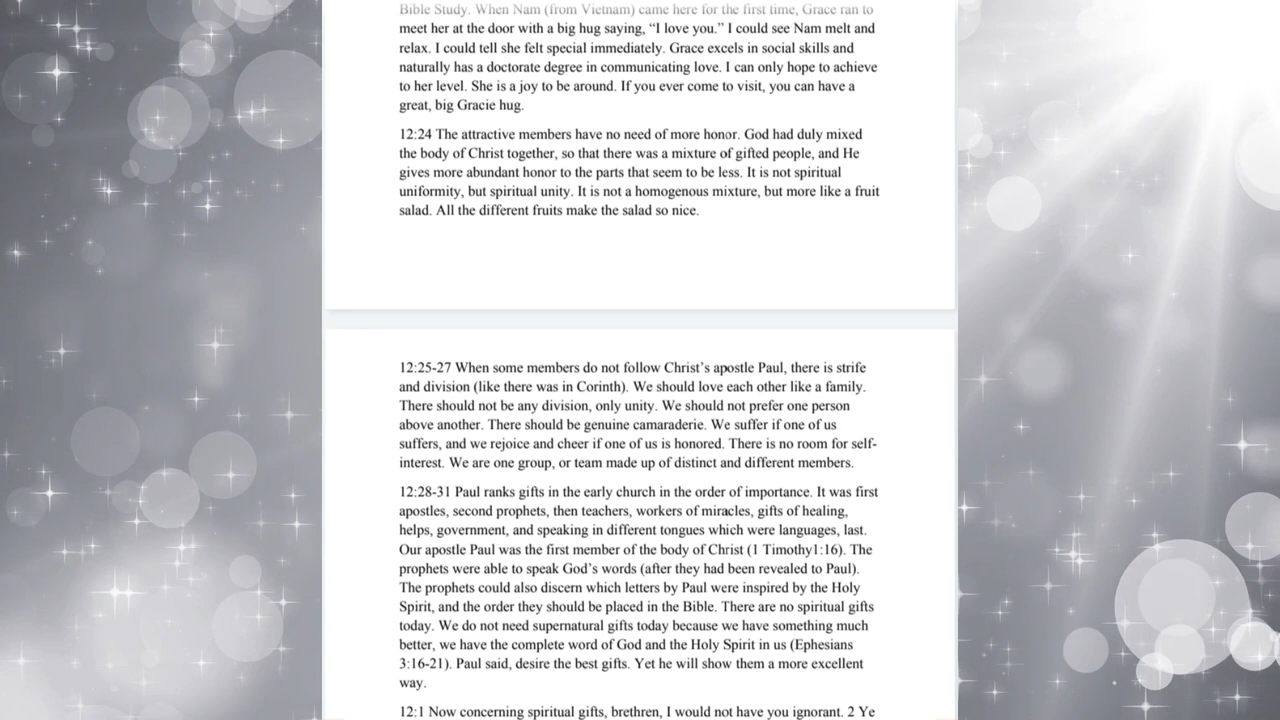 Bible Study. When Nam (from Vietnam) came here for the first time, Grace ran to
meet her at the door with a big hug saying, “I love you.” I could see Nam melt and
relax. I could tell she felt special immediately. Grace excels in social skills and
naturally has a doctorate degree in communicating love. I can only hope to achieve
to her level. She is a joy to be around. If you ever come to visit, you can have a
great, big Gracie hug.
12:24 The attractive members have no need of more honor. God had duly mixed
the body of Christ together, so that there was a mixture of gifted people, and He
gives more abundant honor to the parts that seem to be less. It is not spiritual
uniformity, but spiritual unity. It is not a homogenous mixture, but more like a fruit
salad. All the different fruits make the salad so nice.
12:25-27 When some members do not follow Christ’s apostle Paul, there is strife
and division (like there was in Corinth). We should love each other like a family.
There should not be any division, only unity. We should not prefer one person
above another. There should be genuine camaraderie. We suffer if one of us
suffers, and we rejoice and cheer if one of us is honored. There is no room for self-
interest. We are one group, or team made up of distinct and different members.
12:28-31 Paul ranks gifts in the early church in the order of importance. It was first
apostles, second prophets, then teachers, workers of miracles, gifts of healing,
helps, government, and speaking in different tongues which were languages, last.
Our apostle Paul was the first member of the body of Christ (1 Timothy1:16). The
prophets were able to speak God’s words (after they had been revealed to Paul).
The prophets could also discern which letters by Paul were inspired by the Holy
Spirit, and the order they should be placed in the Bible. There are no spiritual gifts
today. We do not need supernatural gifts today because we have something much
better, we have the complete word of God and the Holy Spirit in us (Ephesians
3:16-21). Paul said, desire the best gifts. Yet he will show them a more excellent
way.
12:1 Now concerning spiritual gifts, brethren, I would not have you ignorant. 2 Ye